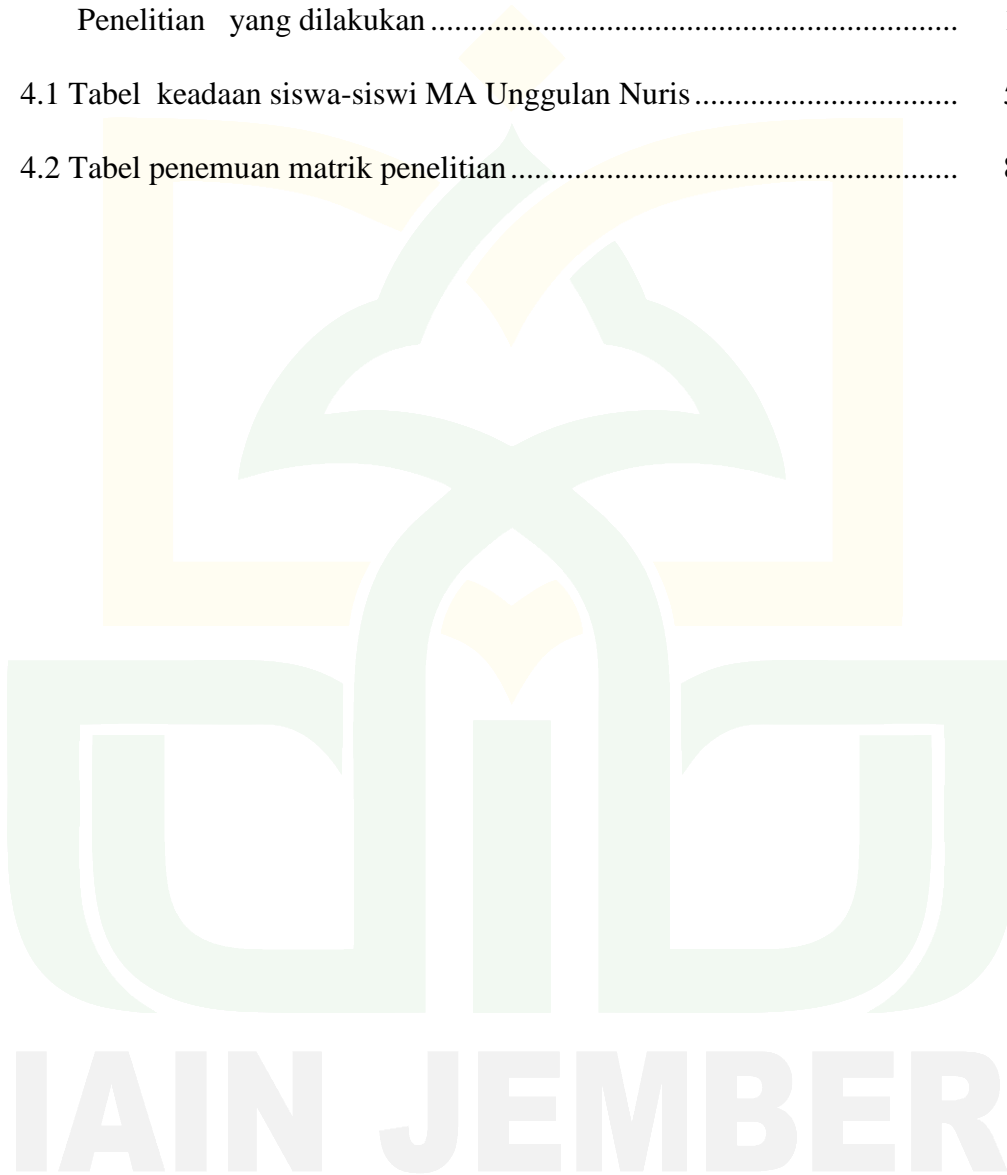 Penelitian yang dilakukan ..............................................................
4.1 Tabel keadaan siswa-siswi MA Unggulan Nuris ...............................
4.2 Tabel penemuan matrik penelitian .....................................................
IAIN JEMBER